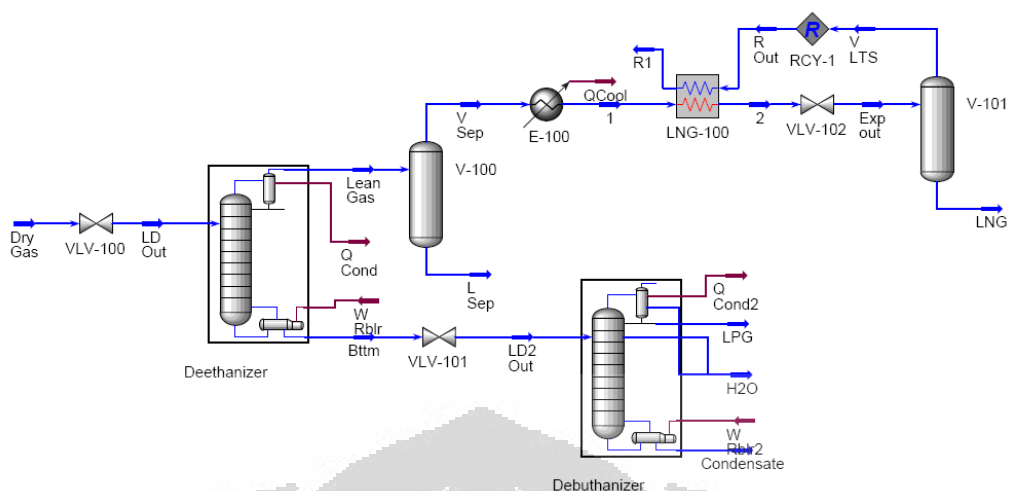 R
Out
RCY-1
V
LTS
R1
QCool
V
Sep
E-100
1
LNG-100
2
VLV-102
Exp
out
V-101
LNG
V-100
Lean
Gas
Dry
Gas
VLV-100
LD
Out
Q
Cond
L
Sep
W
Rblr
Bttm
VLV-101
LD2
Out
Deethanizer
Q
Cond2
LPG
H2O
W
Rblr2
Condensate
Debuthanizer